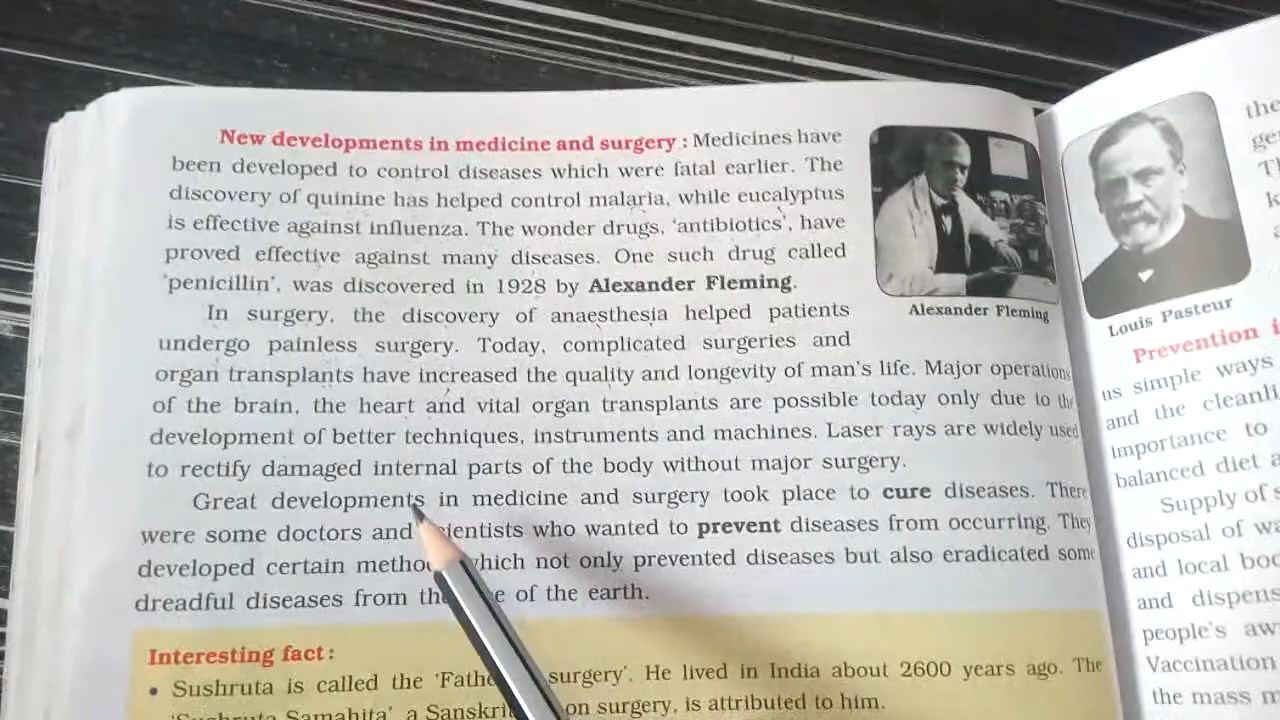 New developments in medicine and surgery : Medicines have
been developed to control diseases which were fatal earlier. The
discovery of quinine has helped control malaria, while eucalyptus
is effective against influenza. The wonder drugs, 'antibiotics', have
proved effective against many diseases. One such drug called
'penicillin', was discovered in 1928 by Alexander Fleming.
In surgery, the discovery of anaesthesia helped patients
undergo painless surgery. Today, complicated surgeries and
organ transplants have increased the quality and longevity of man's life. Major operations
of the brain, the heart and vital organ transplants are possible today only due to the
development of better techniques, instruments and machines. Laser rays are widely used
to rectify damaged internal parts of the body without major surgery.
Great developments in medicine and surgery took place to cure diseases. There
were some doctors and scientists who wanted to prevent diseases from occurring. They
developed certain which not only prevented diseases but also eradicated some
dreadful diseases from of the earth.
Interesting fact :
• Sushruta is called the surgery'. He lived in India about 2600 years ago. The
'Sushruta Samahita' a on surgery, is attributed to him.
Alexander Fleming
the
Louis Pasteur
Prevention
us simple ways
and the
importance to
balanced diet
Supply of
disposal of
and local
and
people's
Vaccination
the mass